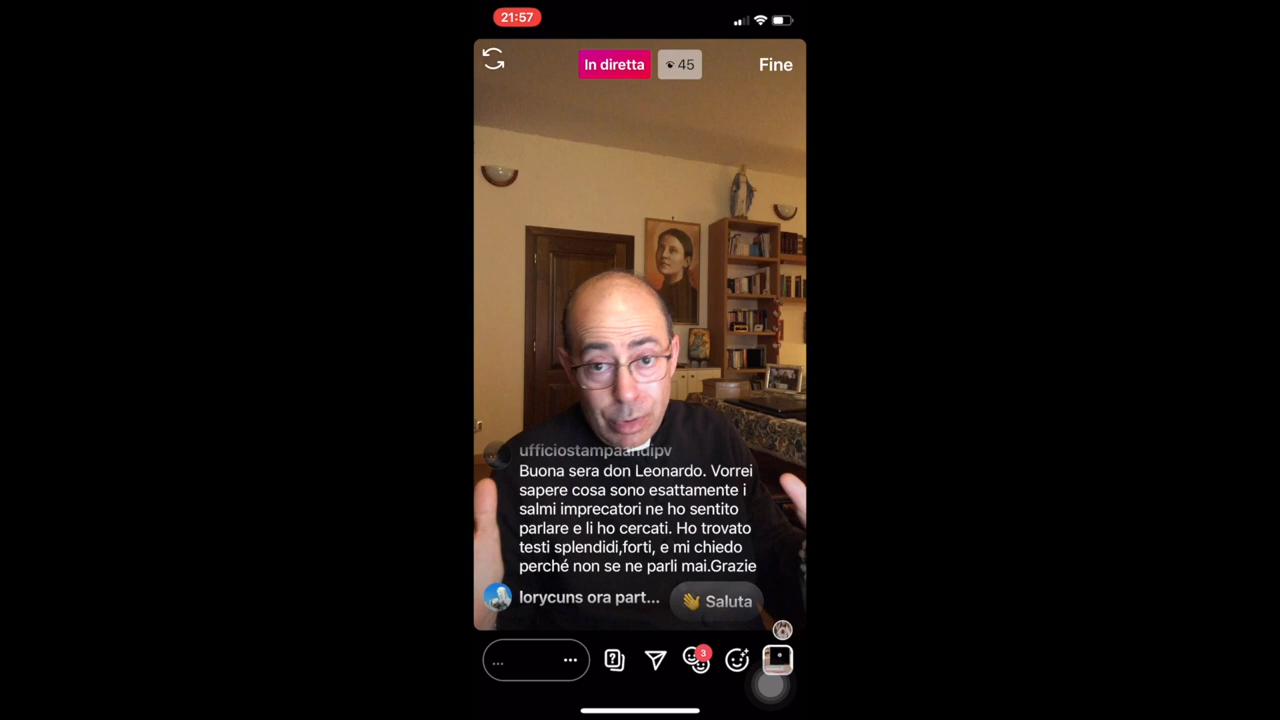 21:57
In diretta
45
Fine
ufficiostampaandipv
Buona sera don Leonardo. Vorrei
sapere cosa sono esattamente i
salmi imprecatori ne ho sentito
parlare e li ho cercati. Ho trovato
testi splendidi,forti, e mi chiedo
perché non se ne parli mai.Grazie
lorycuns ora part...
👋 Saluta
...
3